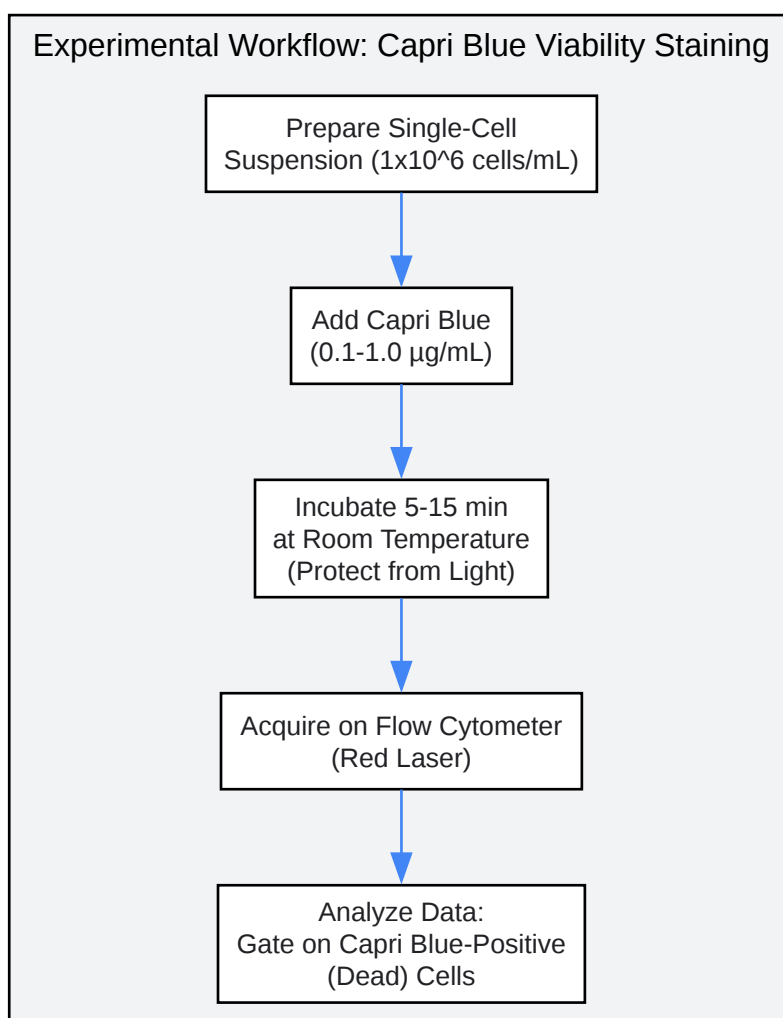 Experimental Workflow: Capri Blue Viability Staining
Prepare Single-Cell
Suspension (1x10^6 cells/mL)
Add Capri Blue
(0.1-1.0 µg/mL)
Incubate 5-15 min
at Room Temperature
(Protect from Light)
Acquire on Flow Cytometer
(Red Laser)
Analyze Data:
Gate on Capri Blue-Positive
(Dead) Cells